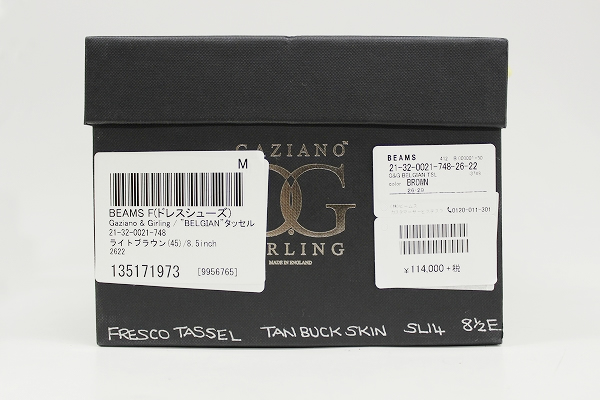 GAZIANO
GG
GIRLING
MADE IN ENGLAND
M
BEAMS F(ドレスシューズ)
Gaziano & Girling / "BELGIAN"タッセル
21-32-0021-748
ライトブラウン(45)/8.5inch
2622
135171973 [9956765]
BEAMS
21-32-0021-748-26-22
G&G BELGIAN TSL
color BROWN
26-22
0120-011-301
¥114,000+税
FRESCO TASSEL TAN BUCK SKIN SL14 8½E